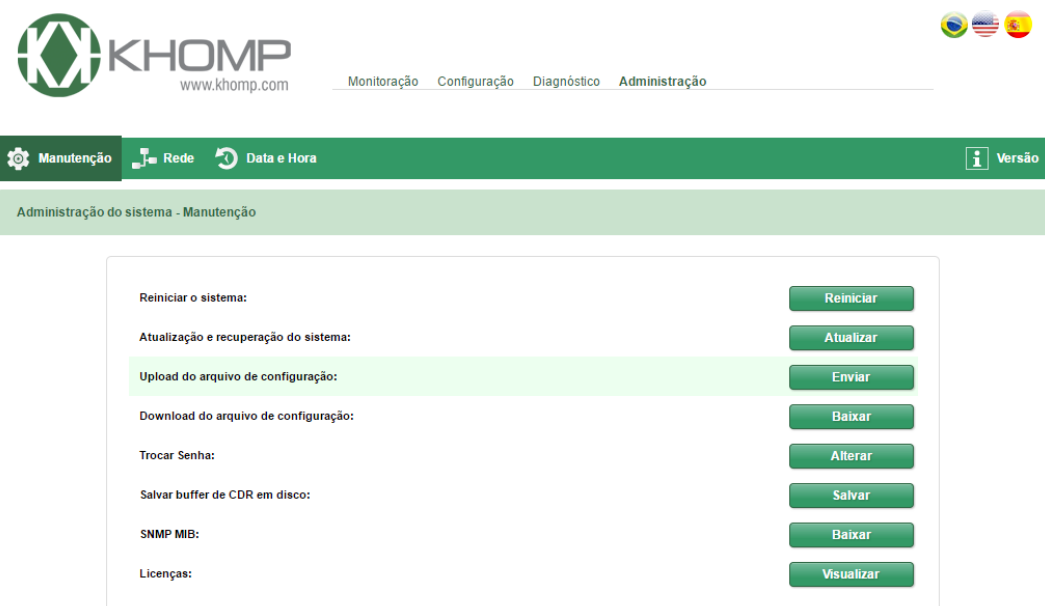 KHOMP
www.khomp.com
Monitoração Configuração Diagnóstico Administração
Manutenção Rede Data e Hora Versão
Administração do sistema - Manutenção
Reiniciar o sistema: Reiniciar
Atualização e recuperação do sistema: Atualizar
Upload do arquivo de configuração: Enviar
Download do arquivo de configuração: Baixar
Trocar Senha: Alterar
Salvar buffer de CDR em disco: Salvar
SNMP MIB: Baixar
Licenças: Visualizar